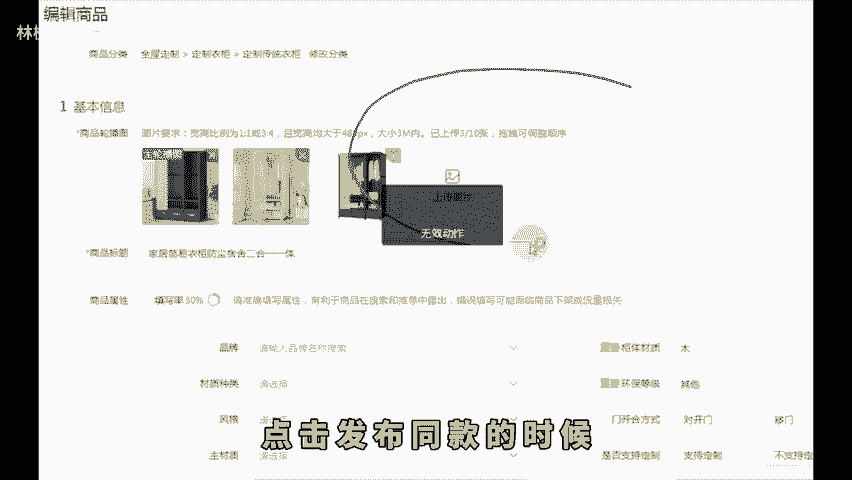 编辑商品
林
商品分类 全屋定制 > 定制衣柜 > 定制传统衣柜 修改分类
1 基本信息
*商品轮播图 图片要求：宽高比例为1:1或3:4，且宽高均大于480px，大小3M内。已上传3/10张，拖拽可调整顺序
无效动作
*商品标题 家居简易衣柜防尘宿舍二合一一体
商品属性 填写率30% 请准确填写属性，有利于商品在搜索和推荐中露出，错误填写可能面临商品下架或流量损失
品牌 请输入品牌名称搜索 重要 柜体材质 木
材质种类 请选择 重要 环保等级 其他
风格 门开合方式 对开门 移门
主材质 请选择 是否支持定制 支持定制 不支持定制
点击发布同款的时候